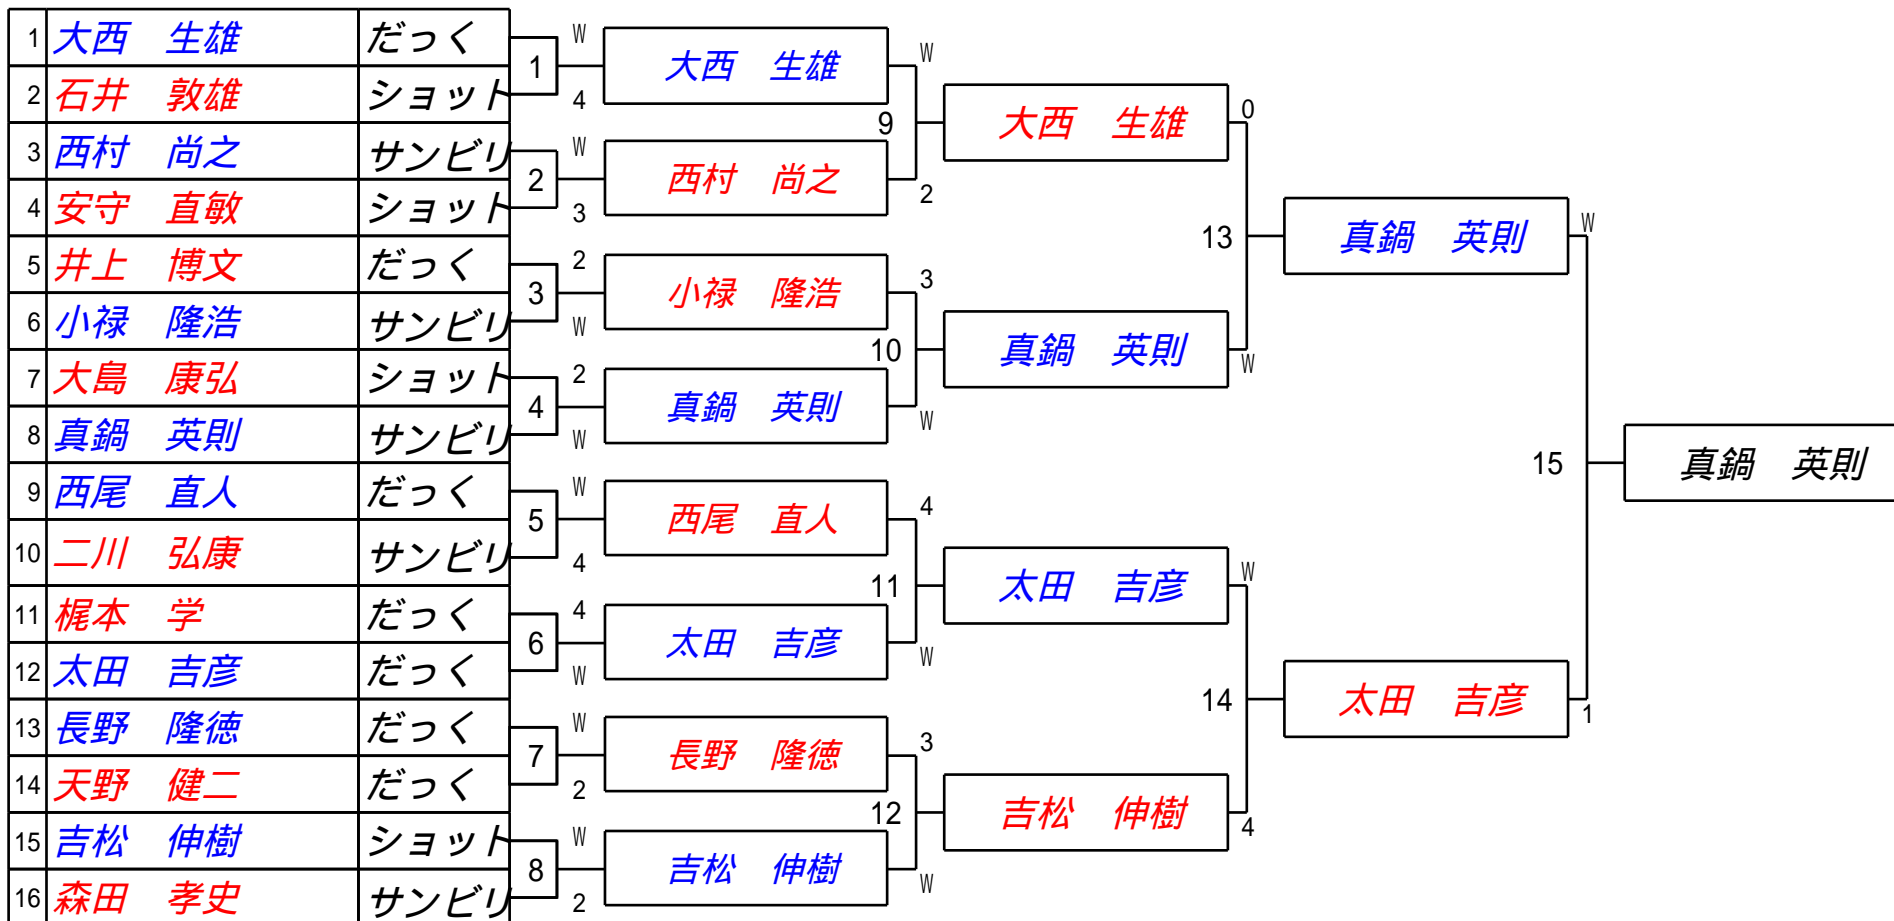 1 大西 生雄 だっく
2 石井 敦雄 ショット
3 西村 尚之 サンビリ
4 安守 直敏 ショット
5 井上 博文 だっく
6 小禄 隆浩 サンビリ
7 大島 康弘 ショット
8 真鍋 英則 サンビリ
9 西尾 直人 だっく
10 二川 弘康 サンビリ
11 梶本 学 だっく
12 太田 吉彦 だっく
13 長野 隆徳 だっく
14 天野 健二 だっく
15 吉松 伸樹 ショット
16 森田 孝史 サンビリ
1 W 4
2 W 3
3 2 W
4 2 W
5 W 4
6 4 W
7 W 2
8 W 2
大西 生雄 W
9
西村 尚之 2
小禄 隆浩 3
10
真鍋 英則 W
西尾 直人 4
11
太田 吉彦 W
長野 隆徳 3
12
吉松 伸樹 W
大西 生雄 0
13
真鍋 英則 W
太田 吉彦 W
14
吉松 伸樹 4
真鍋 英則 W
15
太田 吉彦 1
真鍋 英則